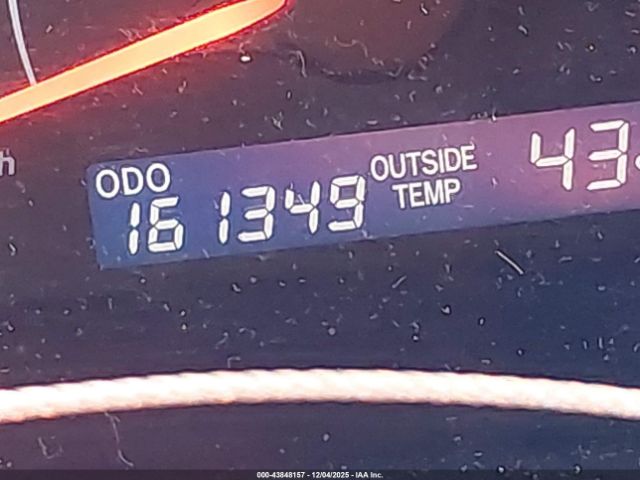 ODO
161349
OUTSIDE
TEMP
43
000-43848157 - 12/04/2025 - IAA Inc.